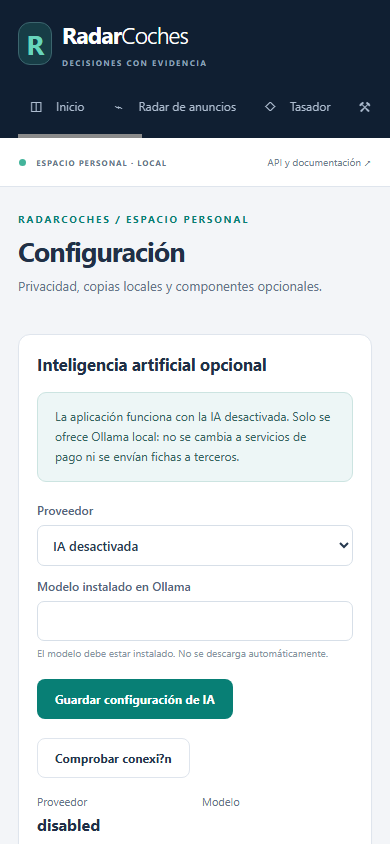 R
RadarCoches
DECISIONES CON EVIDENCIA
Inicio
Radar de anuncios
Tasador
ESPACIO PERSONAL · LOCAL
API y documentación ↗
RADARCOCHES / ESPACIO PERSONAL
Configuración
Privacidad, copias locales y componentes opcionales.
Inteligencia artificial opcional
La aplicación funciona con la IA desactivada. Solo se
ofrece Ollama local: no se cambia a servicios de
pago ni se envían fichas a terceros.
Proveedor
IA desactivada
Modelo instalado en Ollama
El modelo debe estar instalado. No se descarga automáticamente.
Guardar configuración de IA
Comprobar conexi?n
Proveedor
Modelo
disabled